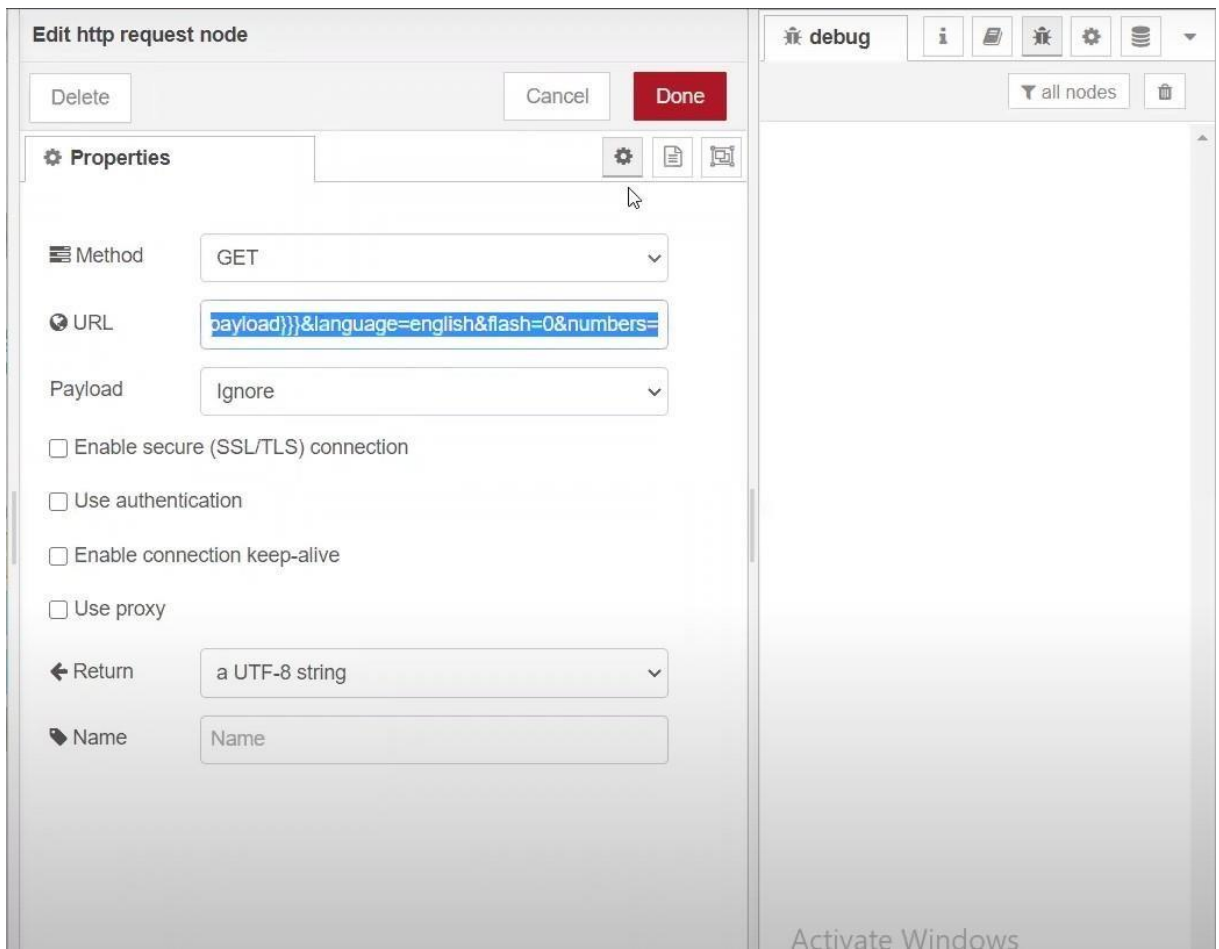 Edit http request node
debug
Delete
Cancel
Done
all nodes
Properties
Method
GET
URL
payload}}}&language=english&flash=0&numbers=
Payload
Ignore
Enable secure (SSL/TLS) connection
Use authentication
Enable connection keep-alive
Use proxy
Return
a UTF-8 string
Name
Name
Activate Windows